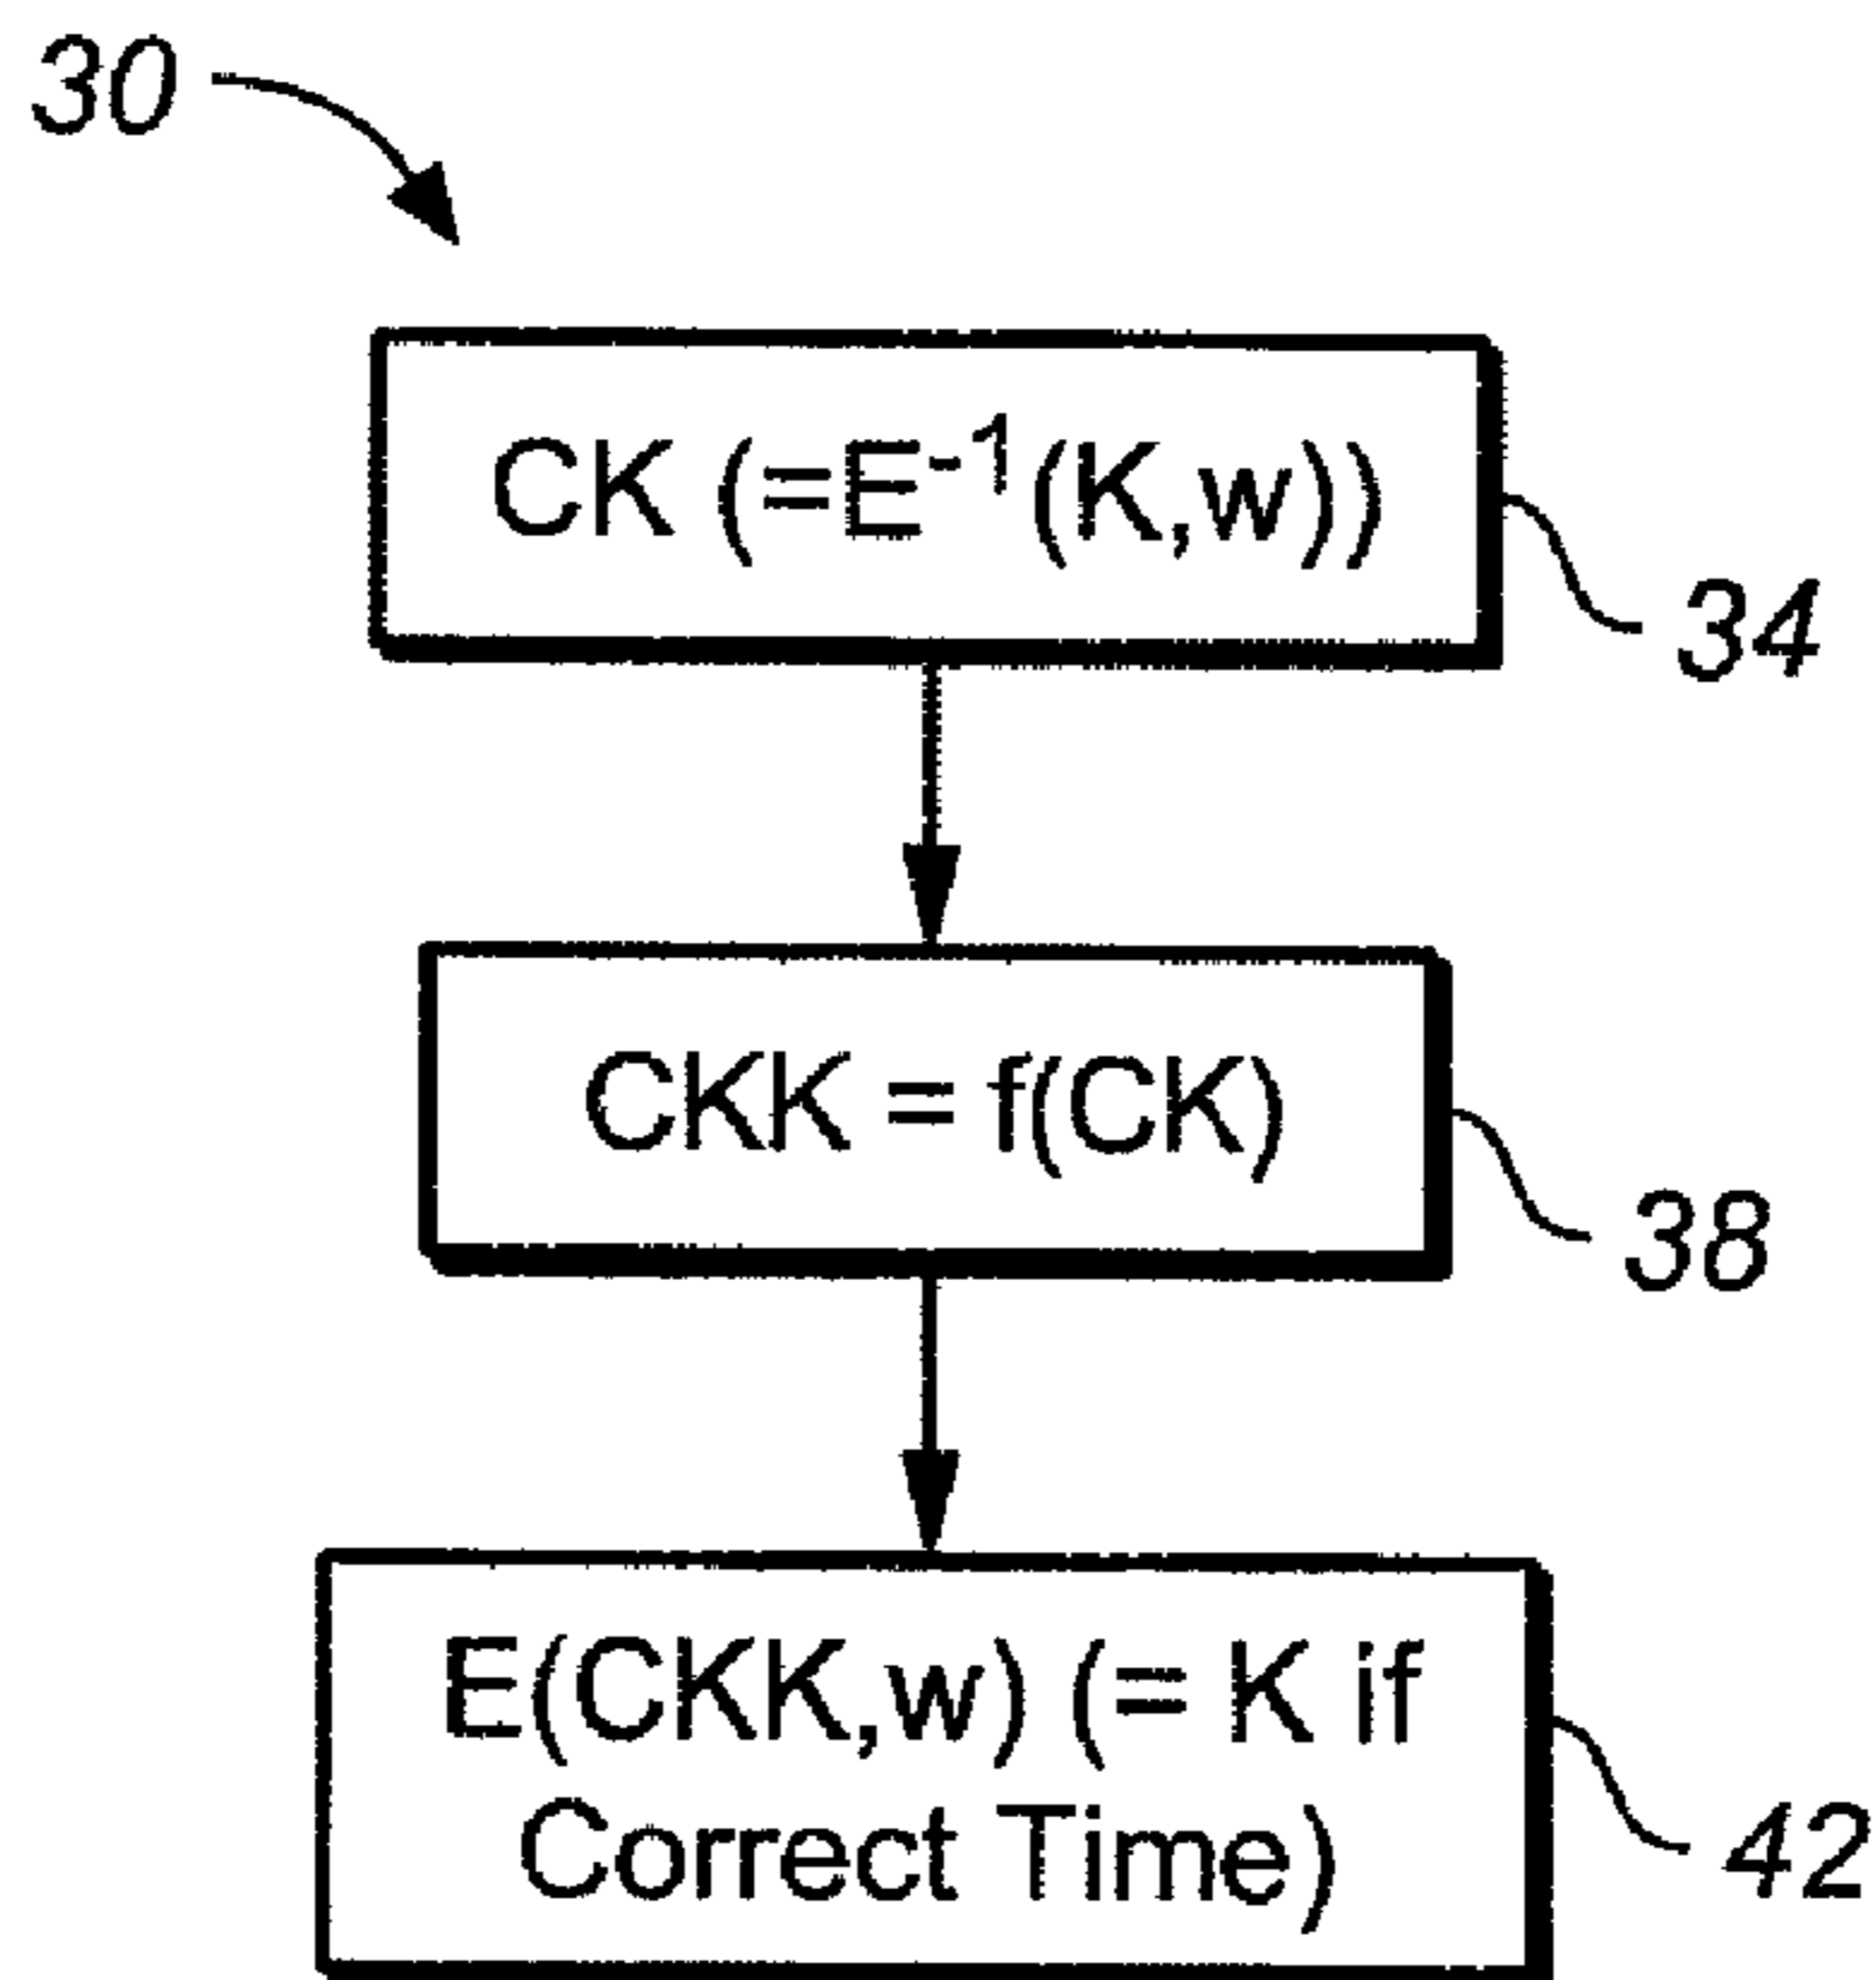 30
CK (=E⁻¹ (K,w))
34
CKK = f(CK)
38
E(CKK,w) (= K if
Correct Time)
42